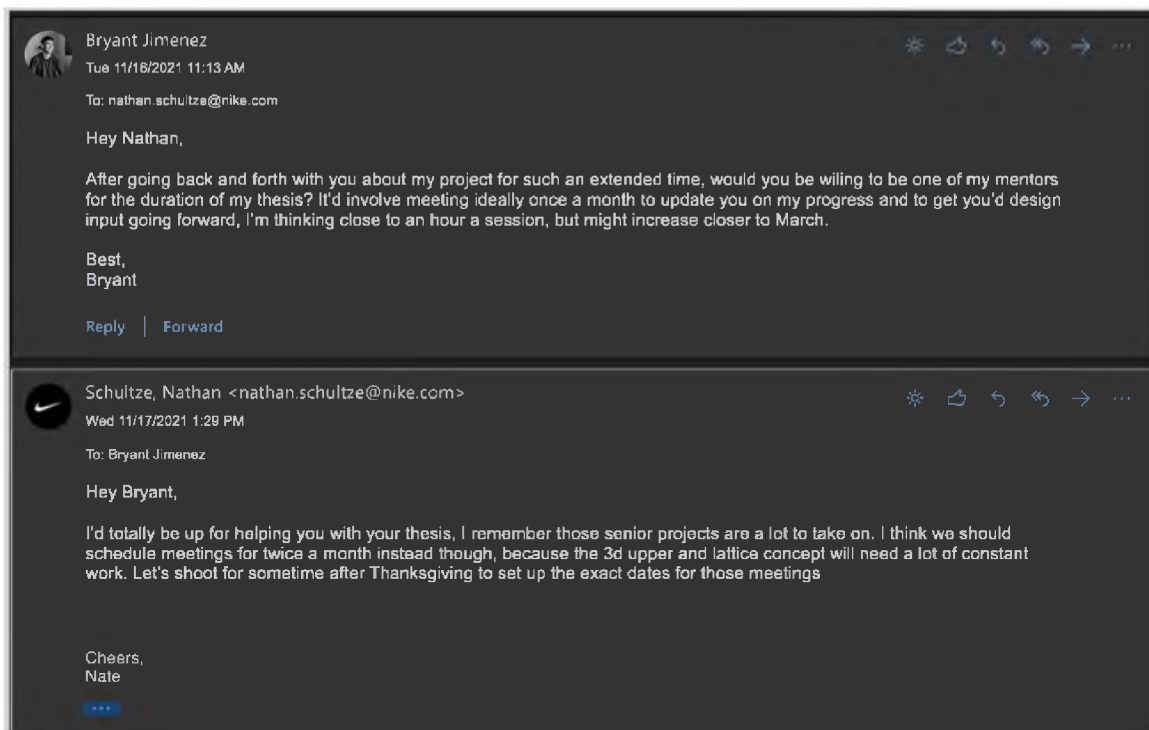 Bryant Jimenez
Tue 11/16/2021 11:13 AM
To: nathan.schultze@nike.com
Hey Nathan,
After going back and forth with you about my project for such an extended time, would you be wiling to be one of my mentors
for the duration of my thesis? It'd involve meeting ideally once a month to update you on my progress and to get you'd design
input going forward, I'm thinking close to an hour a session, but might increase closer to March.
Best,
Bryant
Reply | Forward
Schultze, Nathan <nathan.schultze@nike.com>
Wed 11/17/2021 1:29 PM
To: Bryant Jimenez
Hey Bryant,
I'd totally be up for helping you with your thesis, I remember those senior projects are a lot to take on. I think we should
schedule meetings for twice a month instead though, because the 3d upper and lattice concept will need a lot of constant
work. Let's shoot for sometime after Thanksgiving to set up the exact dates for those meetings
Cheers,
Nate